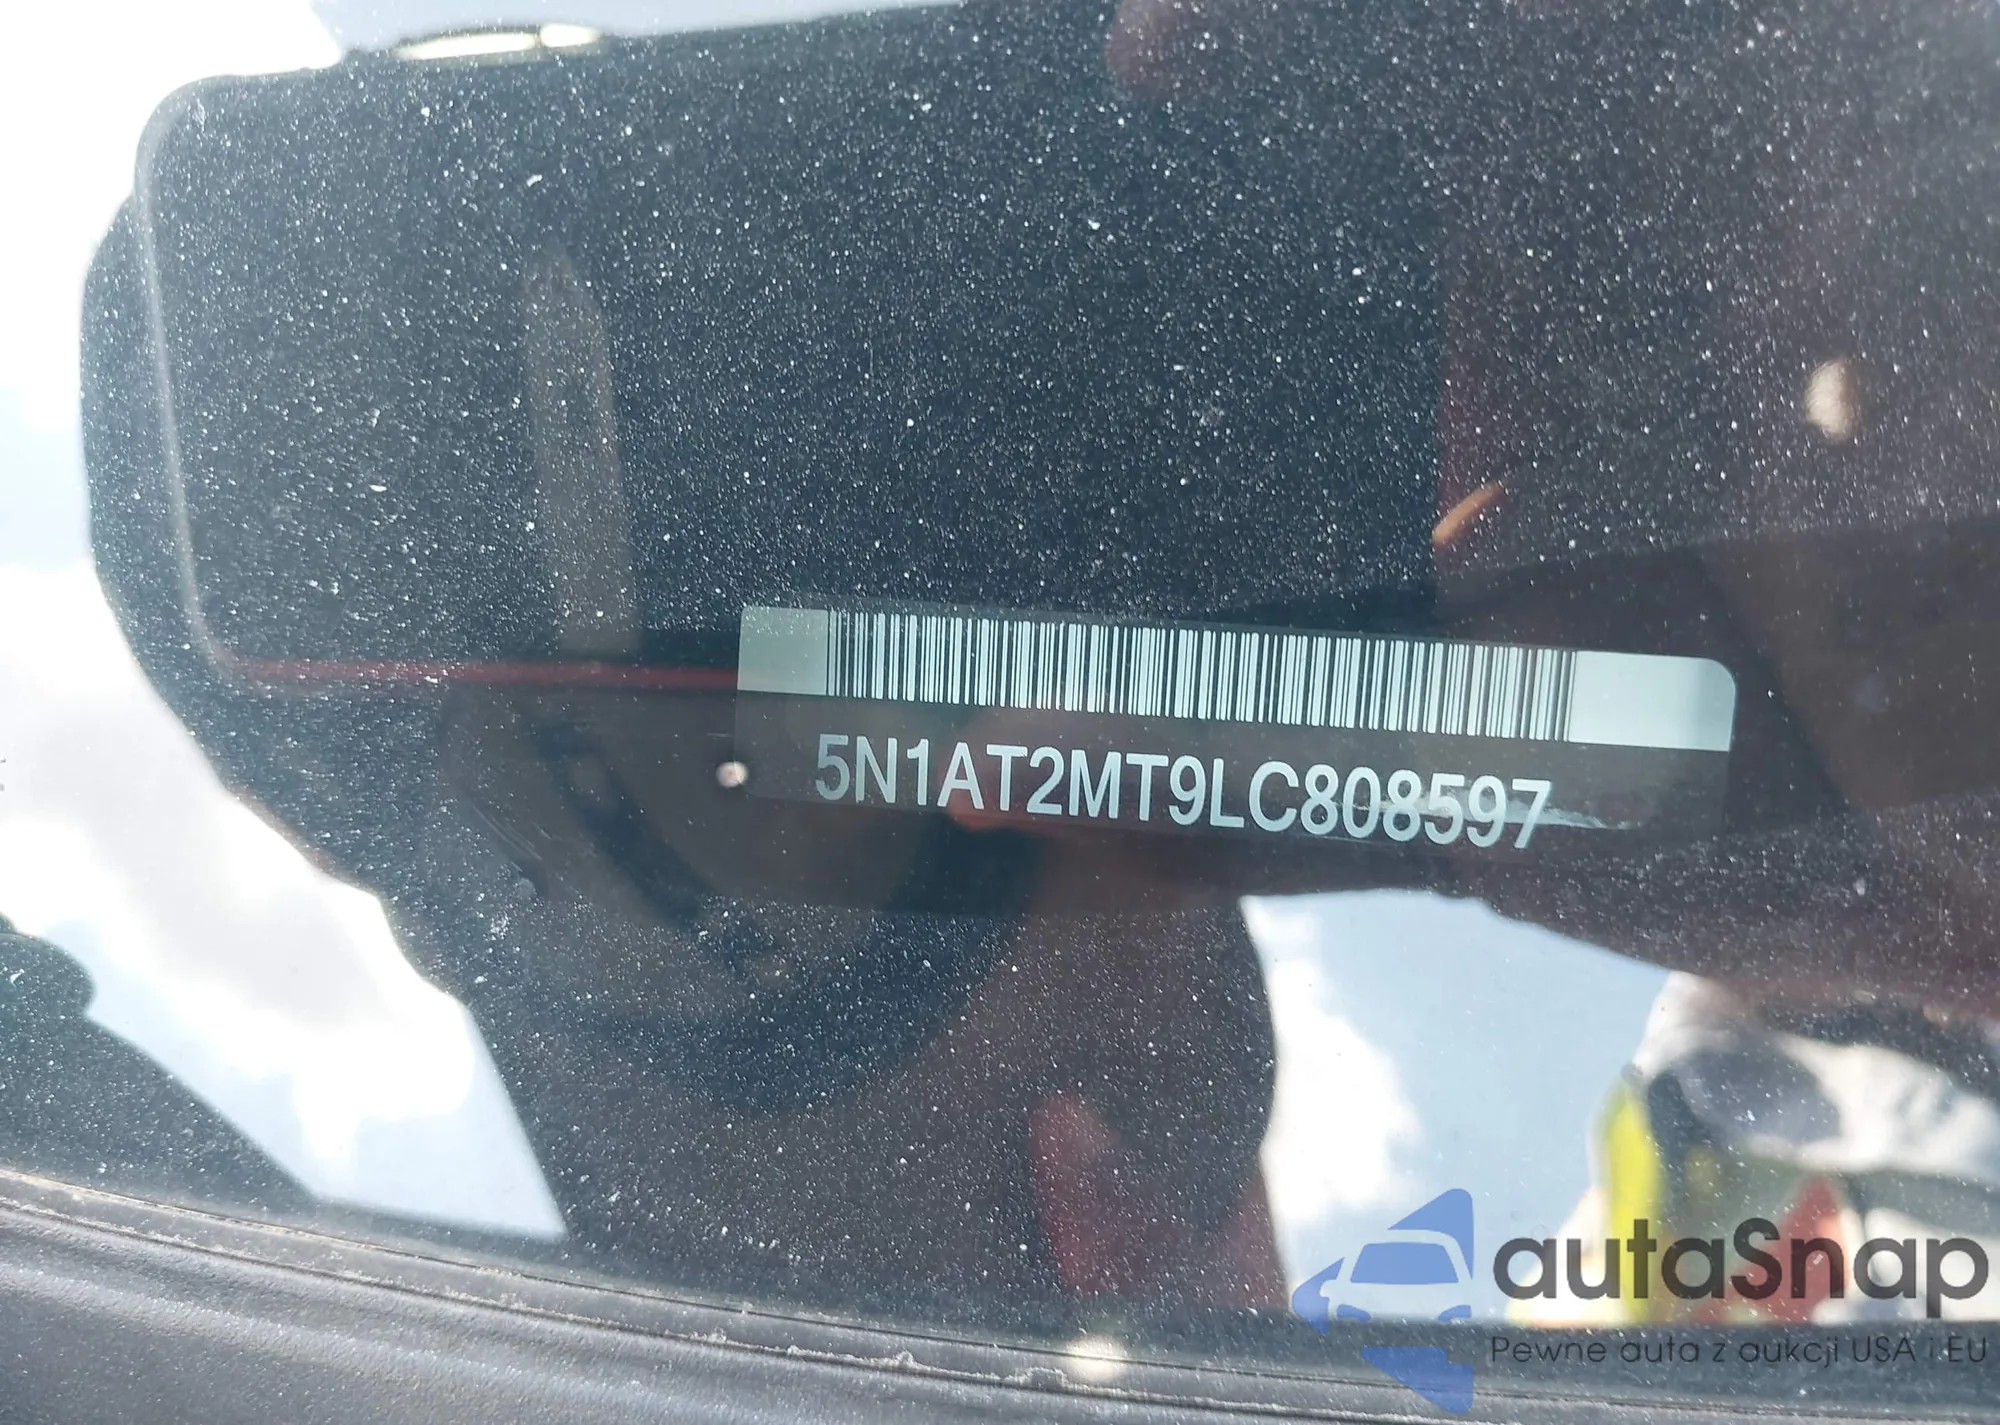 5N1AT2MT9LC808597
autaSnap
Pewne auta z aukcji USA i EU